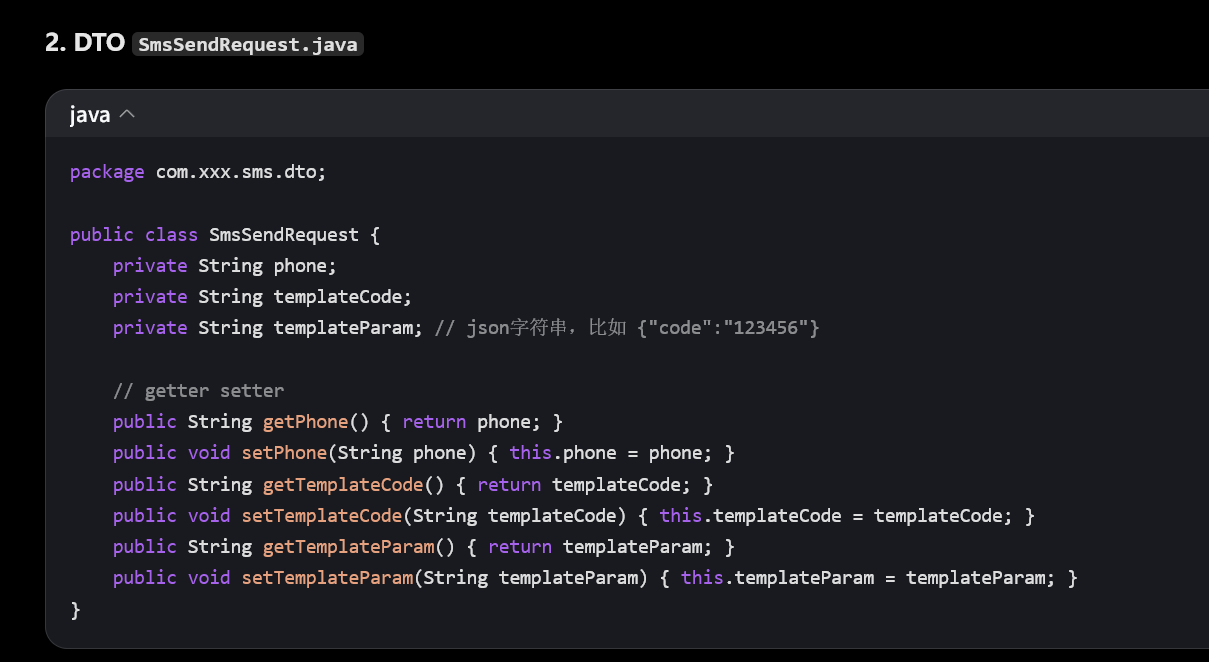 2. DTO SmsSendRequest.java
java
package com.xxx.sms.dto;
public class SmsSendRequest {
private String phone;
private String templateCode;
private String templateParam; // json字符串，比如 {"code":"123456"}
// getter setter
public String getPhone() { return phone; }
public void setPhone(String phone) { this.phone = phone; }
public String getTemplateCode() { return templateCode; }
public void setTemplateCode(String templateCode) { this.templateCode = templateCode; }
public String getTemplateParam() { return templateParam; }
public void setTemplateParam(String templateParam) { this.templateParam = templateParam; }
}